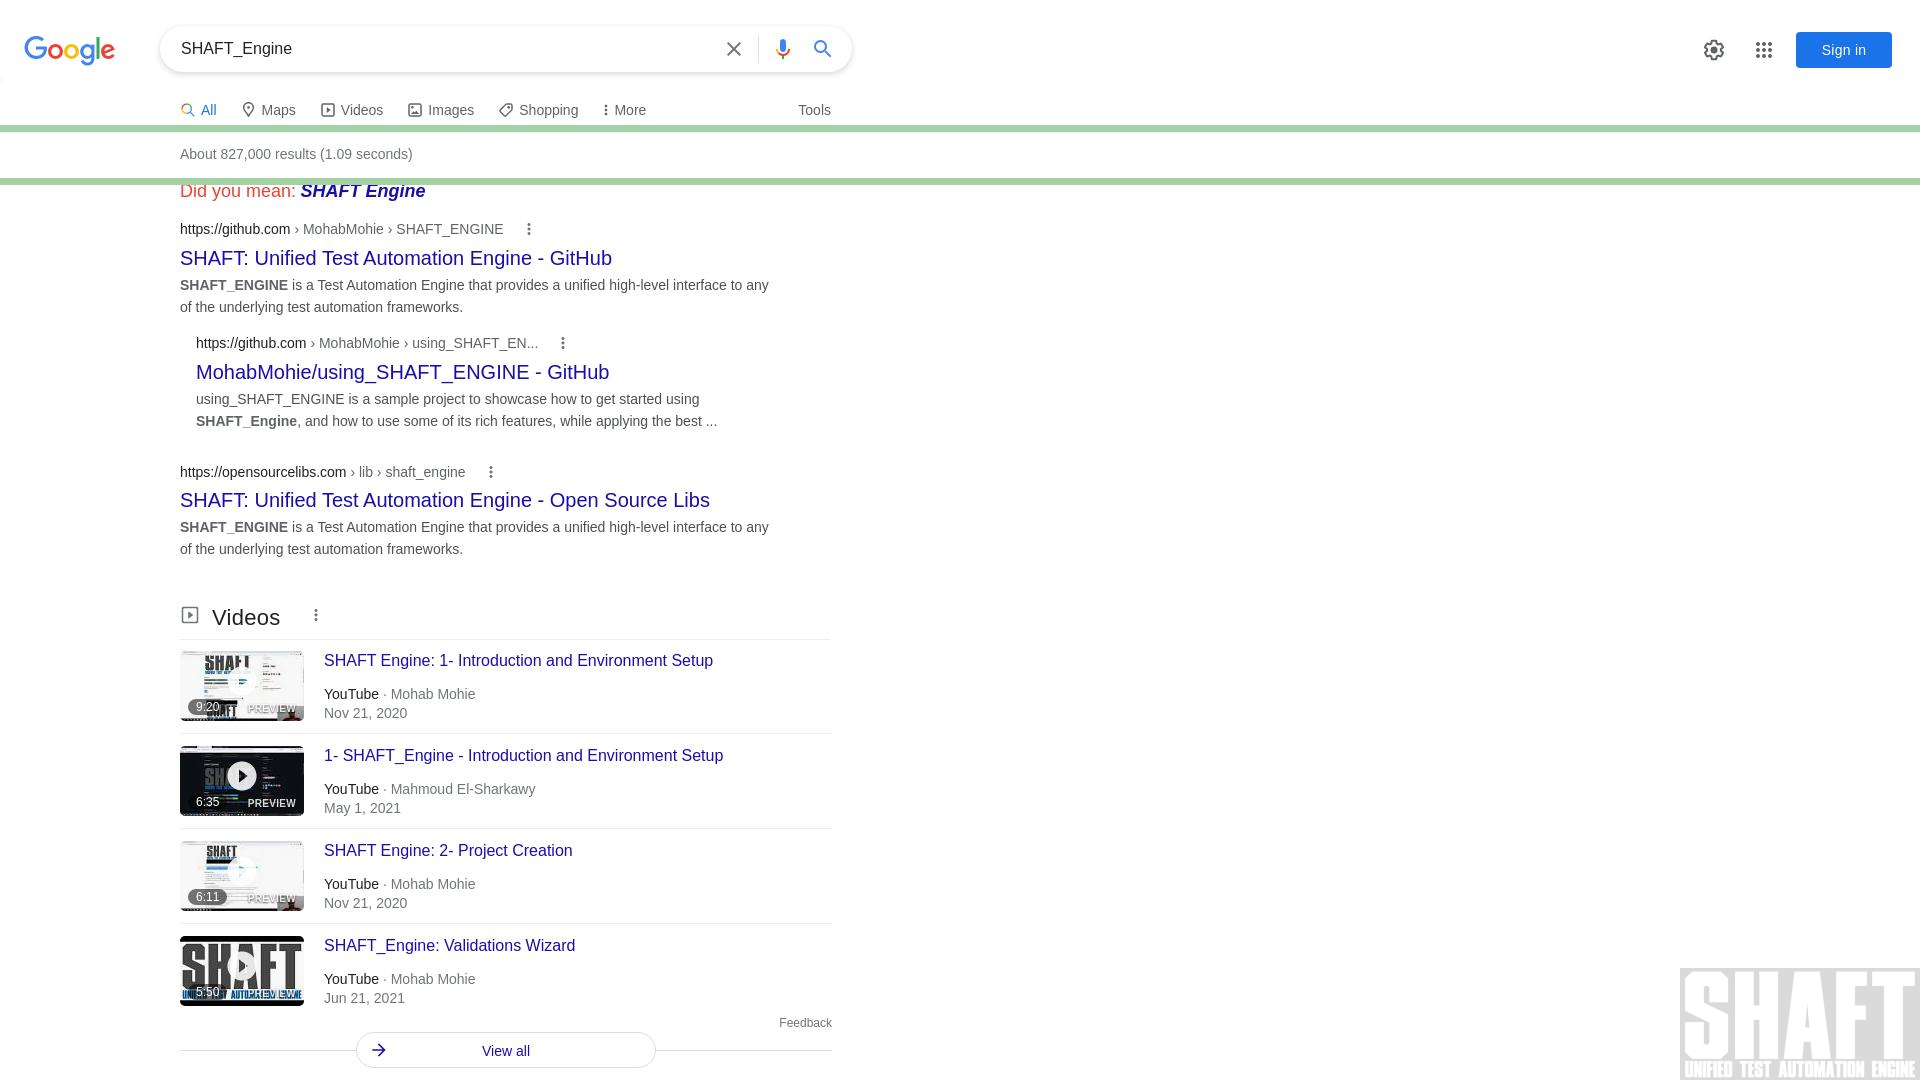 Google
SHAFT_Engine
Sign in
All
Maps
Videos
Images
Shopping
More
Tools
About 827,000 results (1.09 seconds)
Did you mean: SHAFT Engine
https://github.com › MohabMohie › SHAFT_ENGINE
SHAFT: Unified Test Automation Engine - GitHub
SHAFT_ENGINE is a Test Automation Engine that provides a unified high-level interface to any
of the underlying test automation frameworks.
https://github.com › MohabMohie › using_SHAFT_EN...
MohabMohie/using_SHAFT_ENGINE - GitHub
using_SHAFT_ENGINE is a sample project to showcase how to get started using
SHAFT_Engine, and how to use some of its rich features, while applying the best ...
https://opensourcelibs.com › lib › shaft_engine
SHAFT: Unified Test Automation Engine - Open Source Libs
SHAFT_ENGINE is a Test Automation Engine that provides a unified high-level interface to any
of the underlying test automation frameworks.
Videos
SHAFT
9:20
PREVIEW
SHAFT Engine: 1- Introduction and Environment Setup
YouTube · Mohab Mohie
Nov 21, 2020
6:35
PREVIEW
1- SHAFT_Engine - Introduction and Environment Setup
YouTube · Mahmoud El-Sharkawy
May 1, 2021
SHAFT
6:11
PREVIEW
SHAFT Engine: 2- Project Creation
YouTube · Mohab Mohie
Nov 21, 2020
SHAFT
5:50
PREVIEW
SHAFT_Engine: Validations Wizard
YouTube · Mohab Mohie
Jun 21, 2021
Feedback
View all
SHAFT
UNIFIED TEST AUTOMATION ENGINE